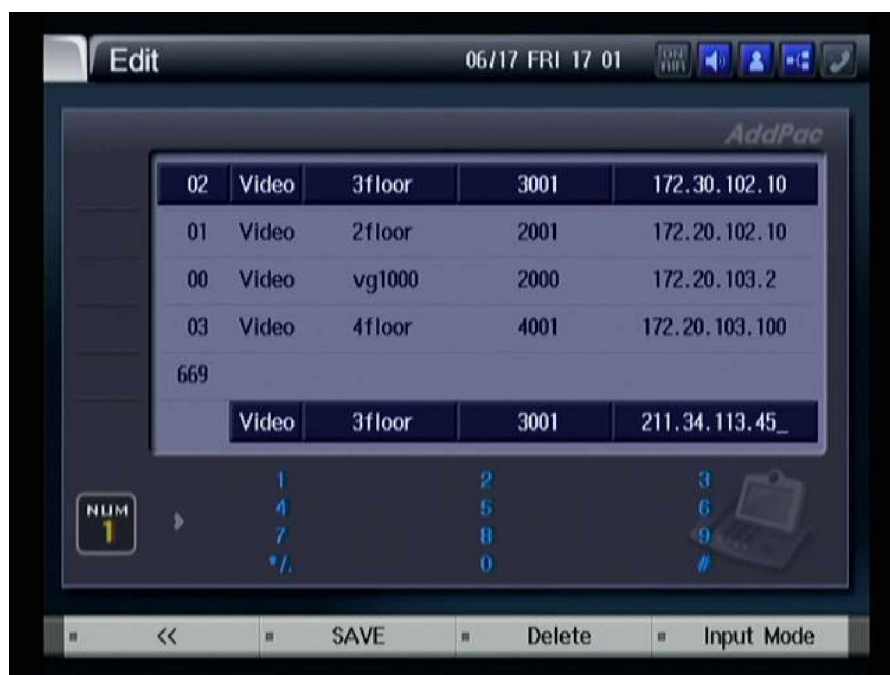 Edit 06/17 FRI 17 01 ON AIR
AddPac
02 Video 3floor 3001 172.30.102.10
01 Video 2floor 2001 172.20.102.10
00 Video vg1000 2000 172.20.103.2
03 Video 4floor 4001 172.20.103.100
669
Video 3floor 3001 211.34.113.45_
1 2 3
4 5 6
NUM 1
7 8 9
*/. 0 #
<< SAVE Delete Input Mode